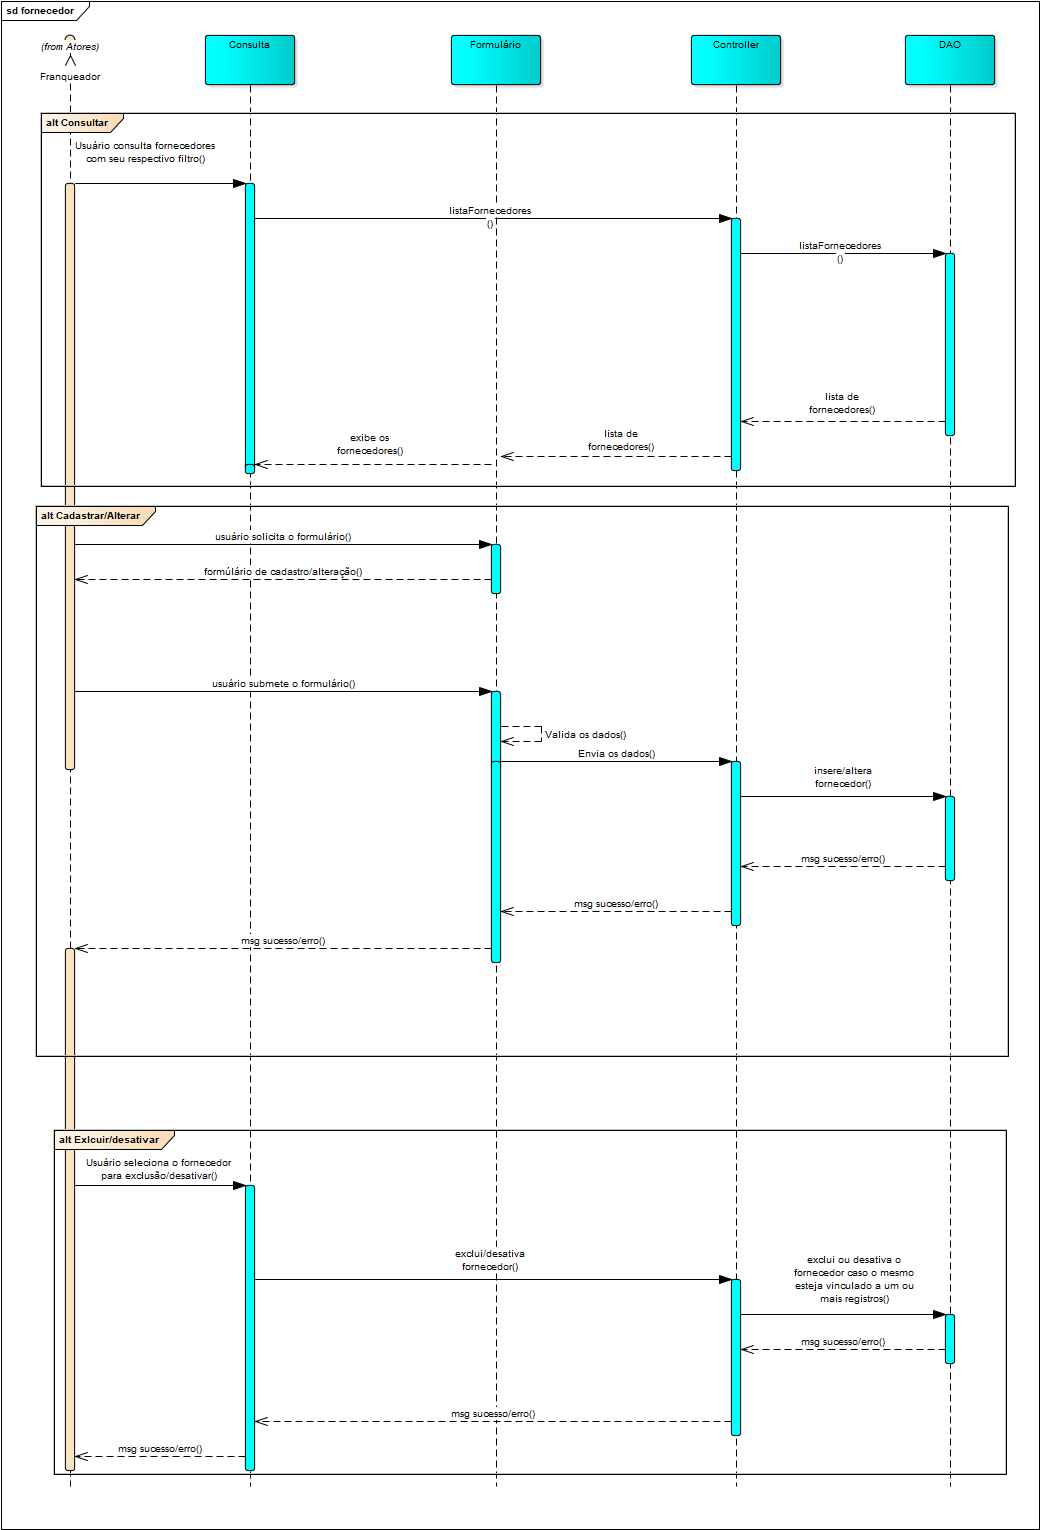 sd fornecedor
(from Atores)
Franqueador
Consulta
Formulário
Controller
DAO
alt Consultar
Usuário consulta fornecedores
com seu respectivo filtro()
listaFornecedores
()
listaFornecedores
()
lista de
fornecedores()
lista de
fornecedores()
exibe os
fornecedores()
alt Cadastrar/Alterar
usuário solicita o formulário()
formúlário de cadastro/alteração()
usuário submete o formulário()
Valida os dados()
Envia os dados()
insere/altera
fornecedor()
msg sucesso/erro()
msg sucesso/erro()
msg sucesso/erro()
alt Exlcuir/desativar
Usuário seleciona o fornecedor
para exclusão/desativar()
exclui/desativa
fornecedor()
exclui ou desativa o
fornecedor caso o mesmo
esteja vinculado a um ou
mais registros()
msg sucesso/erro()
msg sucesso/erro()
msg sucesso/erro()